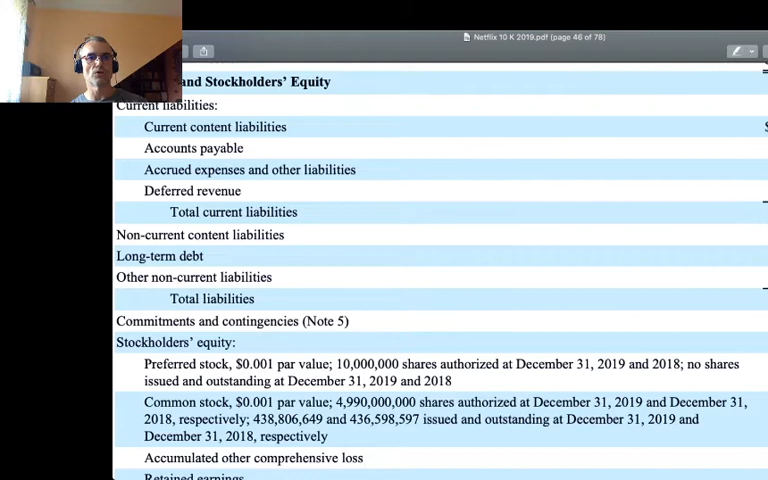 Netflix 10 K 2019.pdf (page 46 of 78)
and Stockholders' Equity
Current liabilities:
Current content liabilities
$
Accounts payable
Accrued expenses and other liabilities
Deferred revenue
Total current liabilities
Non-current content liabilities
Long-term debt
Other non-current liabilities
Total liabilities
Commitments and contingencies (Note 5)
Stockholders' equity:
Preferred stock, $0.001 par value; 10,000,000 shares authorized at December 31, 2019 and 2018; no shares
issued and outstanding at December 31, 2019 and 2018
Common stock, $0.001 par value; 4,990,000,000 shares authorized at December 31, 2019 and December 31,
2018, respectively; 438,806,649 and 436,598,597 issued and outstanding at December 31, 2019 and
December 31, 2018, respectively
Accumulated other comprehensive loss
Retained earnings